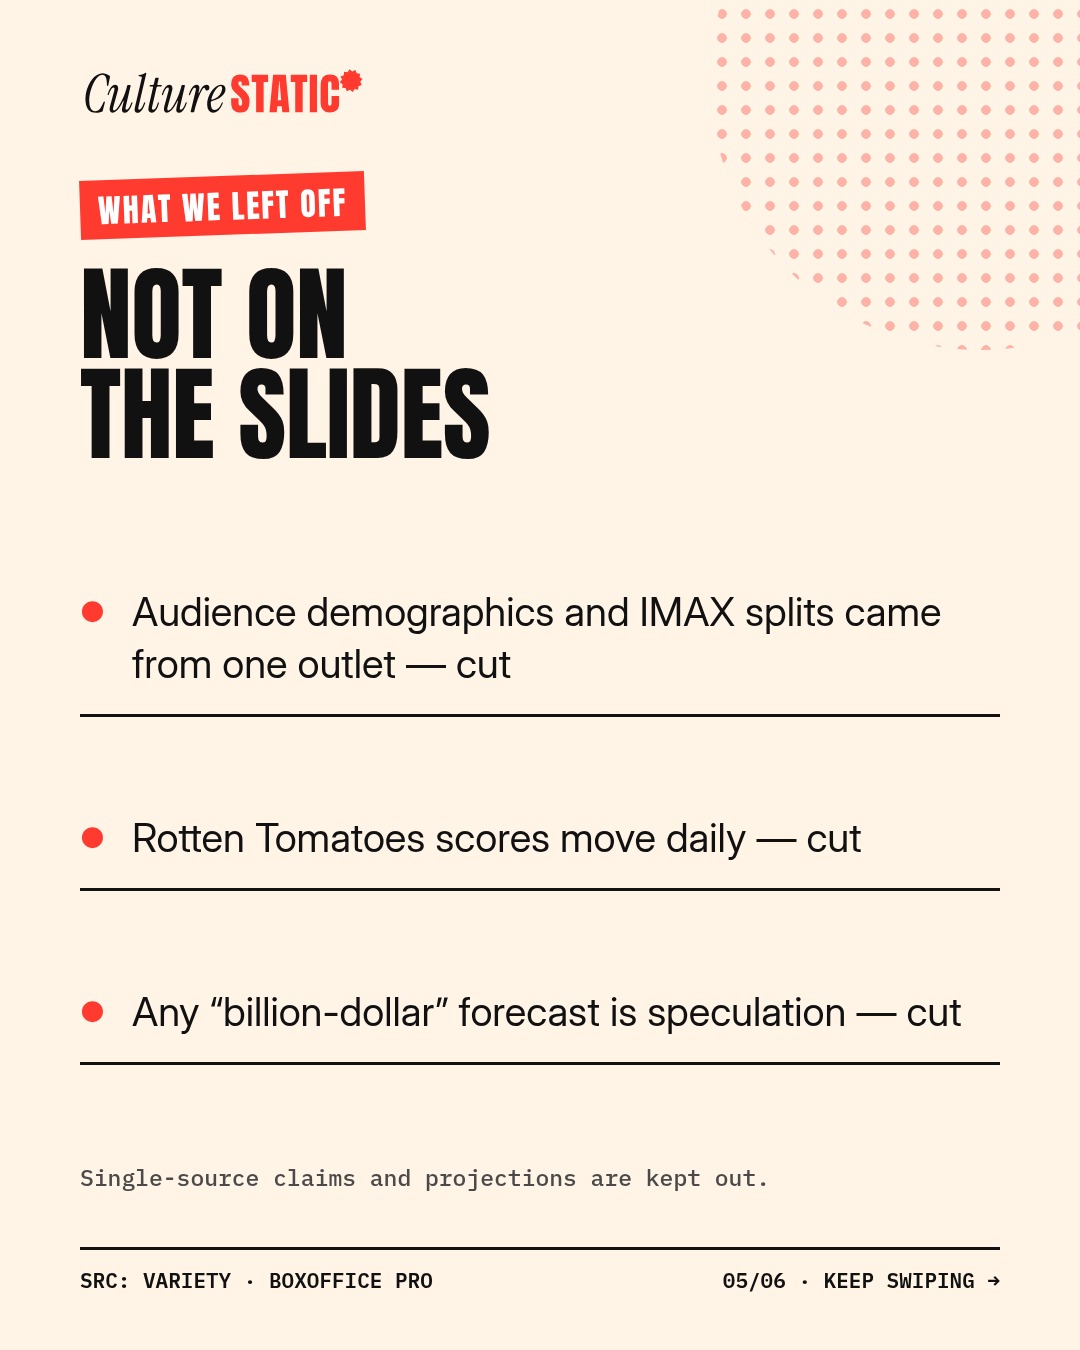 Culture STATIC
WHAT WE LEFT OFF
NOT ON
THE SLIDES
Audience demographics and IMAX splits came
from one outlet — cut
Rotten Tomatoes scores move daily — cut
Any “billion-dollar” forecast is speculation — cut
Single-source claims and projections are kept out.
SRC: VARIETY · BOXOFFICE PRO
05/06 · KEEP SWIPING →